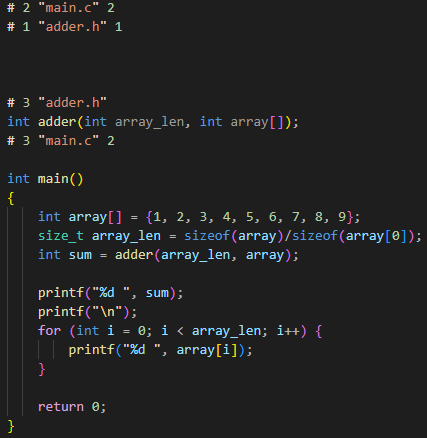 # 2 "main.c" 2
# 1 "adder.h" 1
# 3 "adder.h"
int adder(int array_len, int array[]);
# 3 "main.c" 2
int main()
{
    int array[] = {1, 2, 3, 4, 5, 6, 7, 8, 9};
    size_t array_len = sizeof(array)/sizeof(array[0]);
    int sum = adder(array_len, array);
    printf("%d ", sum);
    printf("\n");
    for (int i = 0; i < array_len; i++) {
        printf("%d ", array[i]);
    }
    return 0;
}